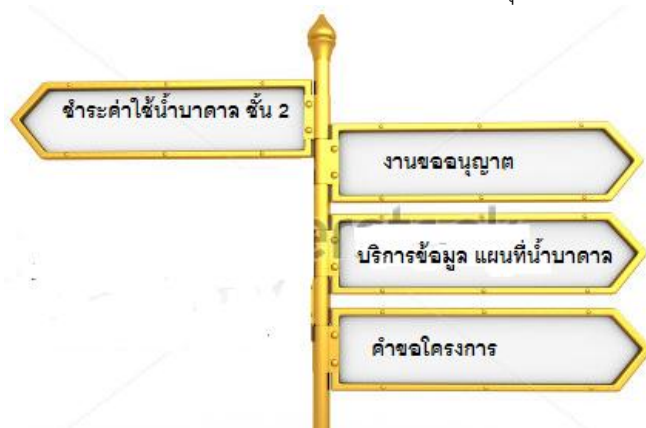 ชำระค่าใช้น้ำบาดาล ชั้น 2
งานขออนุญาต
บริการข้อมูล แผนที่น้ำบาดาล
คำขอโครงการ